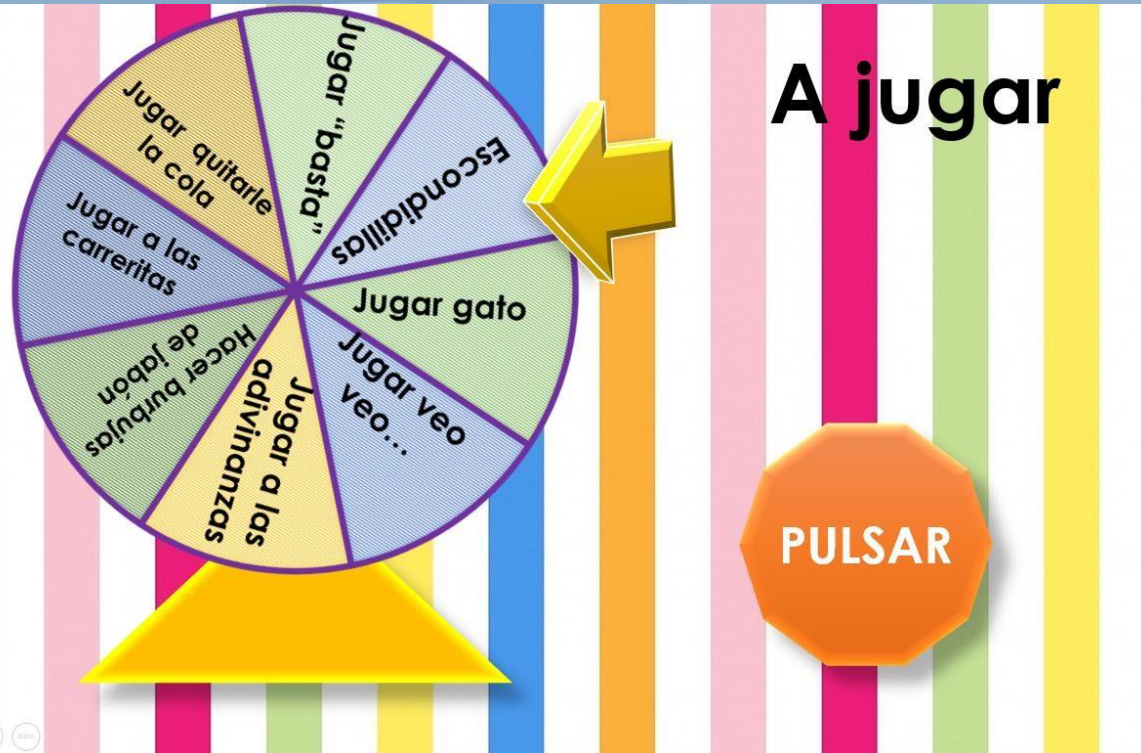 A jugar
Jugar "basta"
Escondidillas
Jugar gato
Jugar veo
veo...
Jugar a las
adivinanzas
Hacer burbujas
de jabón
Jugar a las
carreritas
Jugar quitarle
la cola
PULSAR